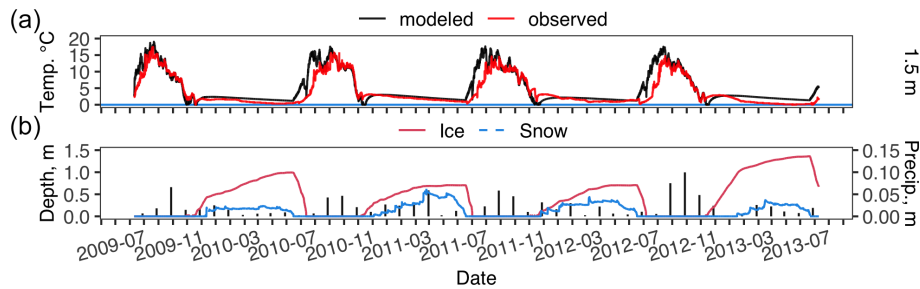 (a)
modeled observed
Temp. °C
20
15
10
5
0
1.5 m
(b)
Ice Snow
Depth, m
1.5
1.0
0.5
0.0
0.15
0.10
0.05
0.00
Precip., m
2009-07 2009-11 2010-03 2010-07 2010-11 2011-03 2011-07 2011-11 2012-03 2012-07 2012-11 2013-03 2013-07
Date